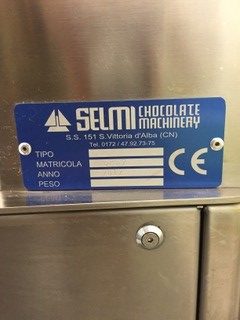 SELMI CHOCOLATE MACHINERY
S.S. 151 S.Vittoria d'Alba (CN)
Tel. 0172 / 47.92.73-75
TIPO
MATRICOLA
ANNO
PESO
CE